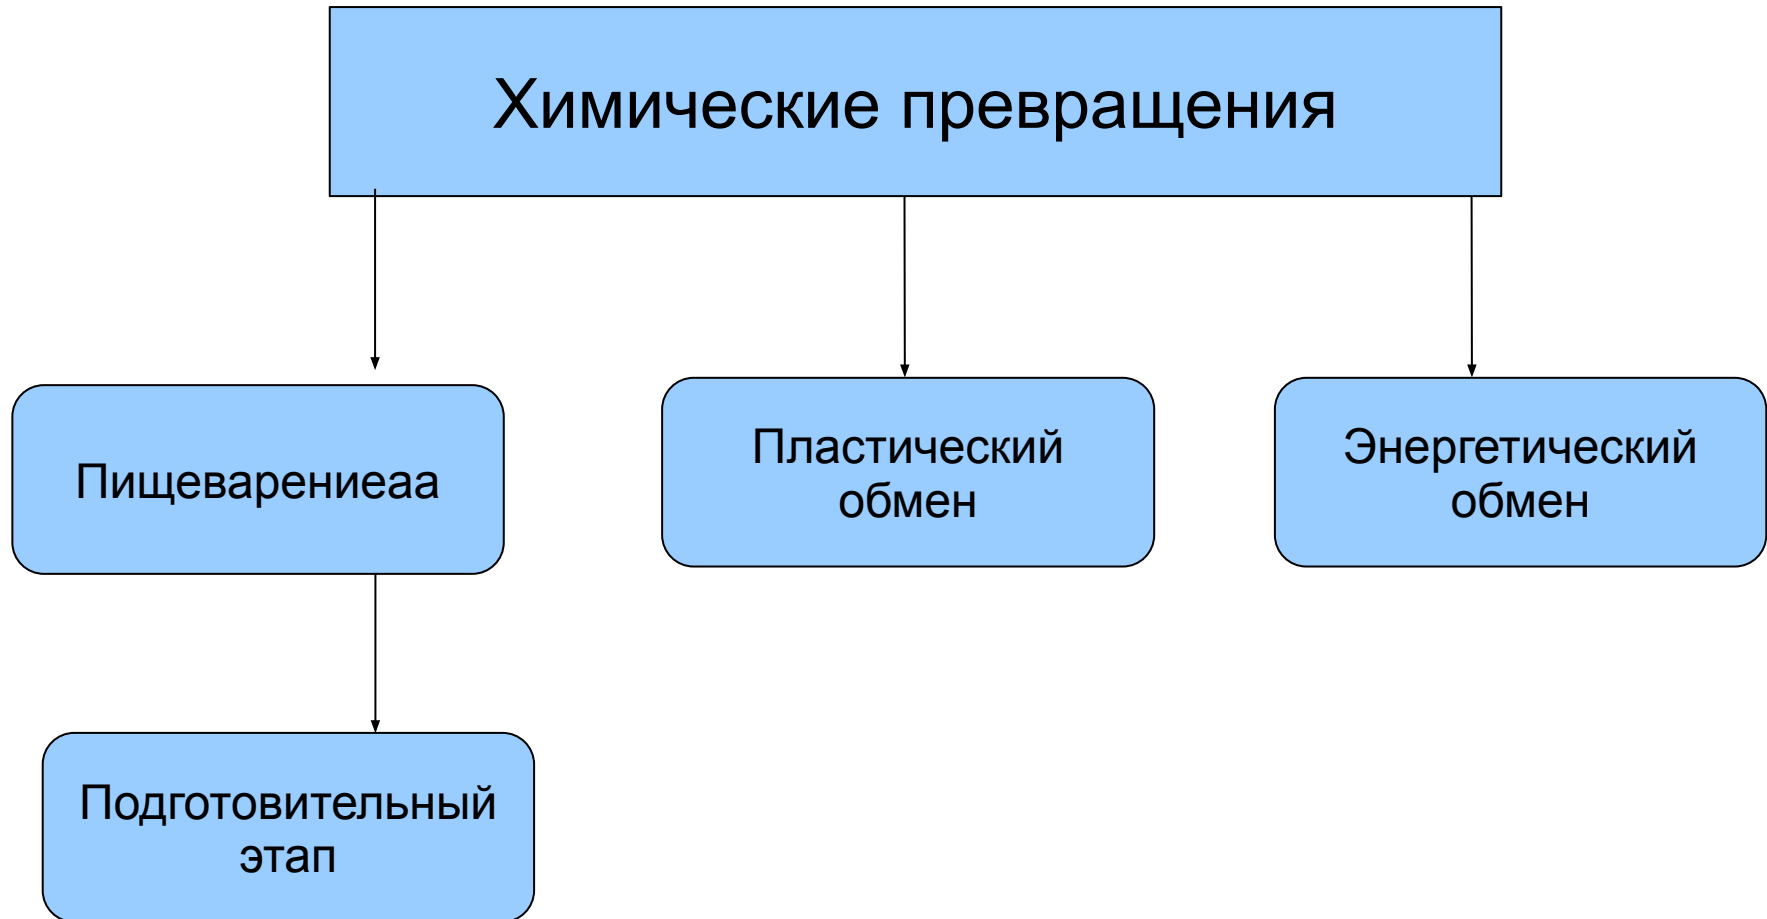 Химические превращения
Пищеварениеаа
Пластический
обмен
Энергетический
обмен
Подготовительный
этап